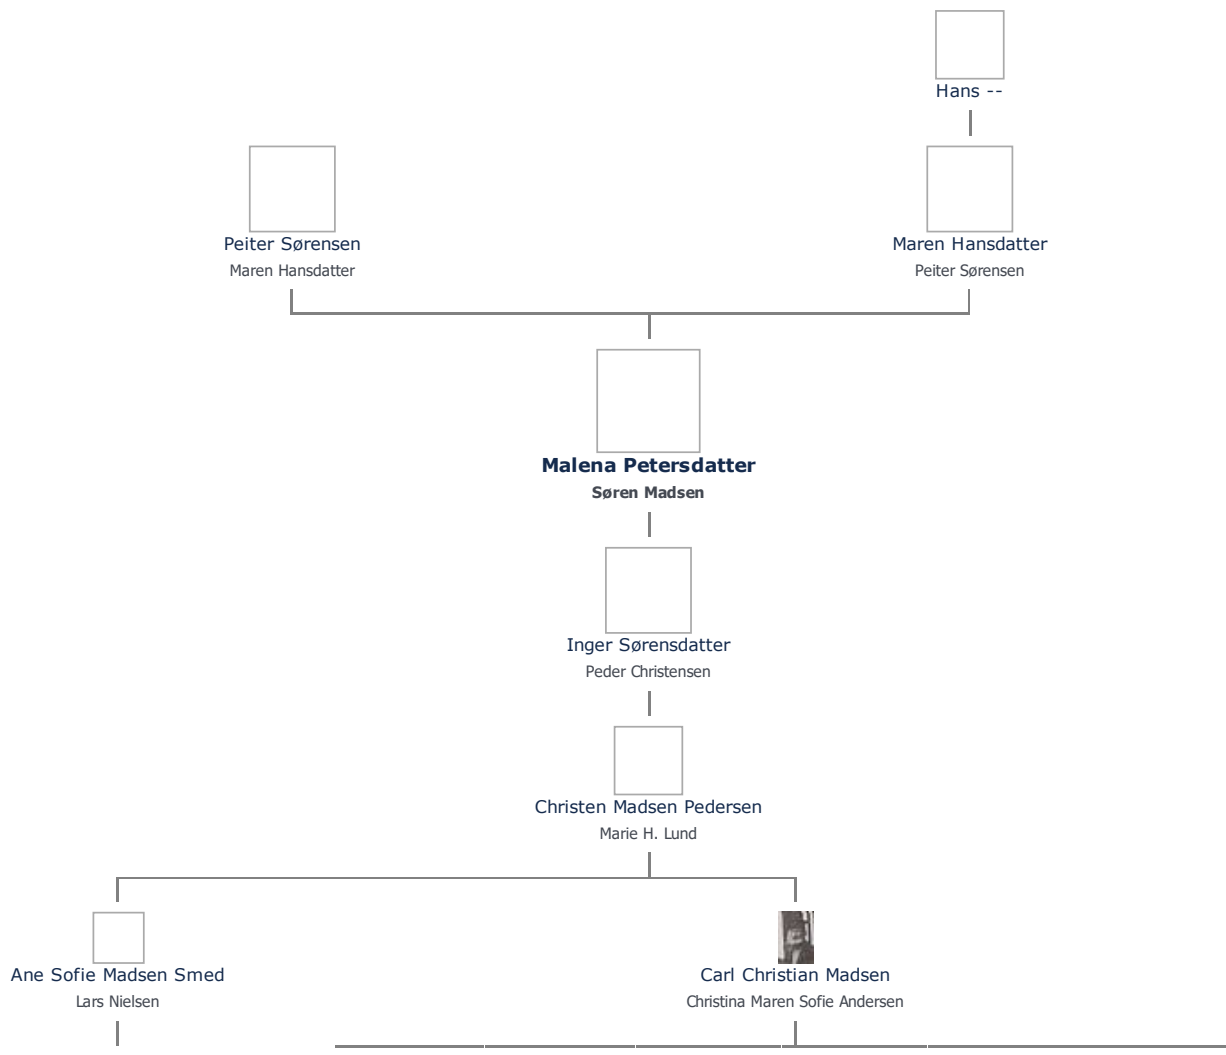 Hans --
Peiter Sørensen
Maren Hansdatter
Maren Hansdatter
Peiter Sørensen
Malena Petersdatter
Søren Madsen
Inger Sørensdatter
Peder Christensen
Christen Madsen Pedersen
Marie H. Lund
Ane Sofie Madsen Smed
Lars Nielsen
Carl Christian Madsen
Christina Maren Sofie Andersen